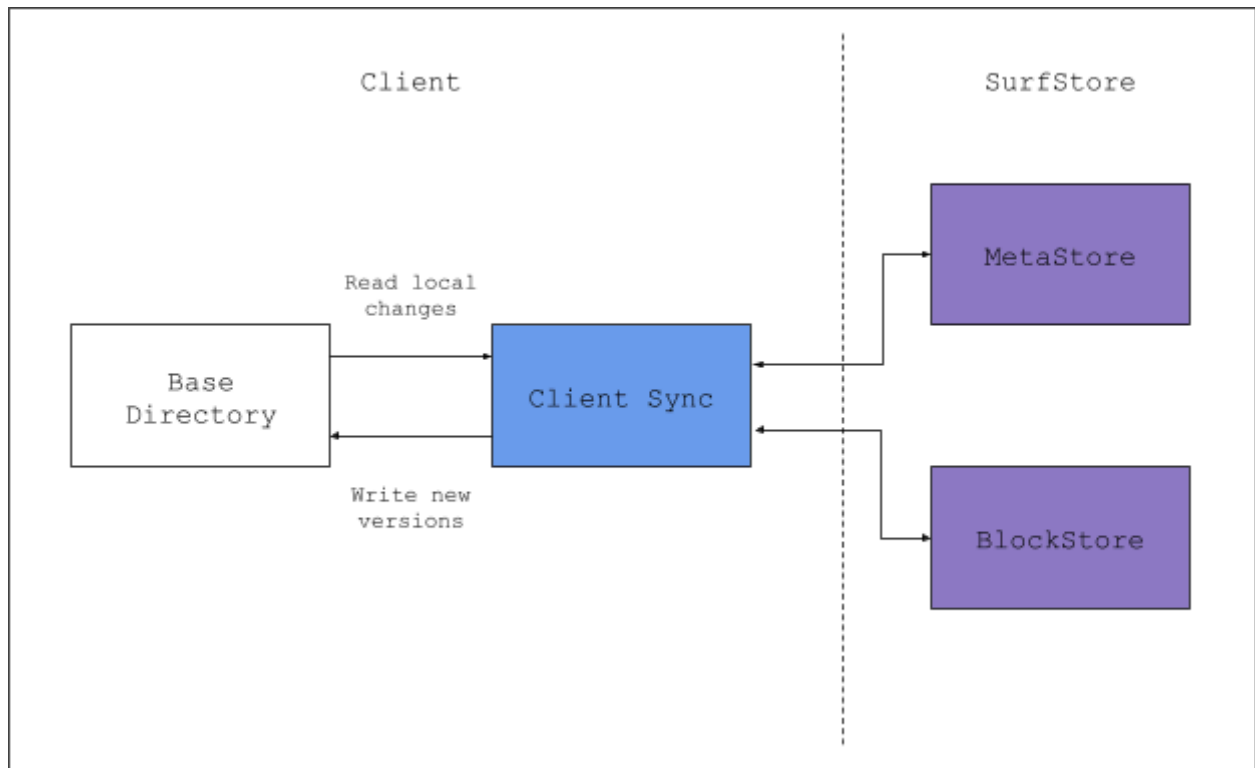 Client
SurfStore
MetaStore
Read local
changes
Base
Directory
Client Sync
Write new
versions
BlockStore